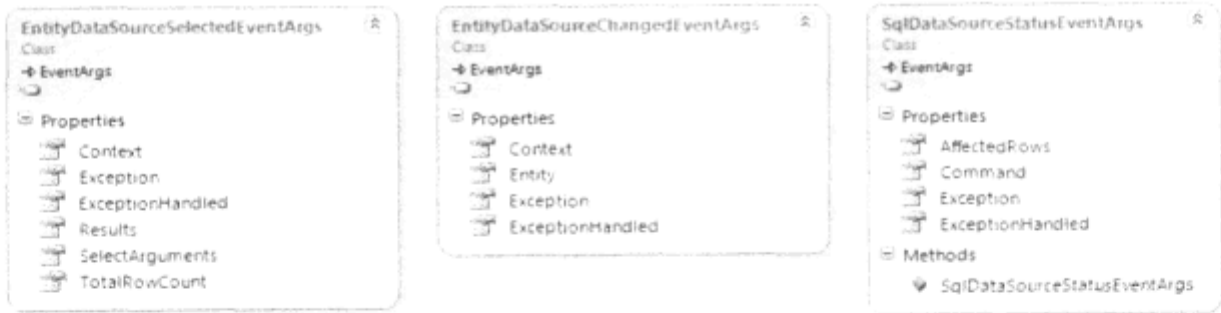 EntityDataSourceSelectedEventArgs
Class
EventArgs
Properties
Context
Exception
ExceptionHandled
Results
SelectArguments
TotalRowCount
EntityDataSourceChangedEventArgs
Class
EventArgs
Properties
Context
Entity
Exception
ExceptionHandled
SqlDataSourceStatusEventArgs
Class
EventArgs
Properties
AffectedRows
Command
Exception
ExceptionHandled
Methods
SqlDataSourceStatusEventArgs